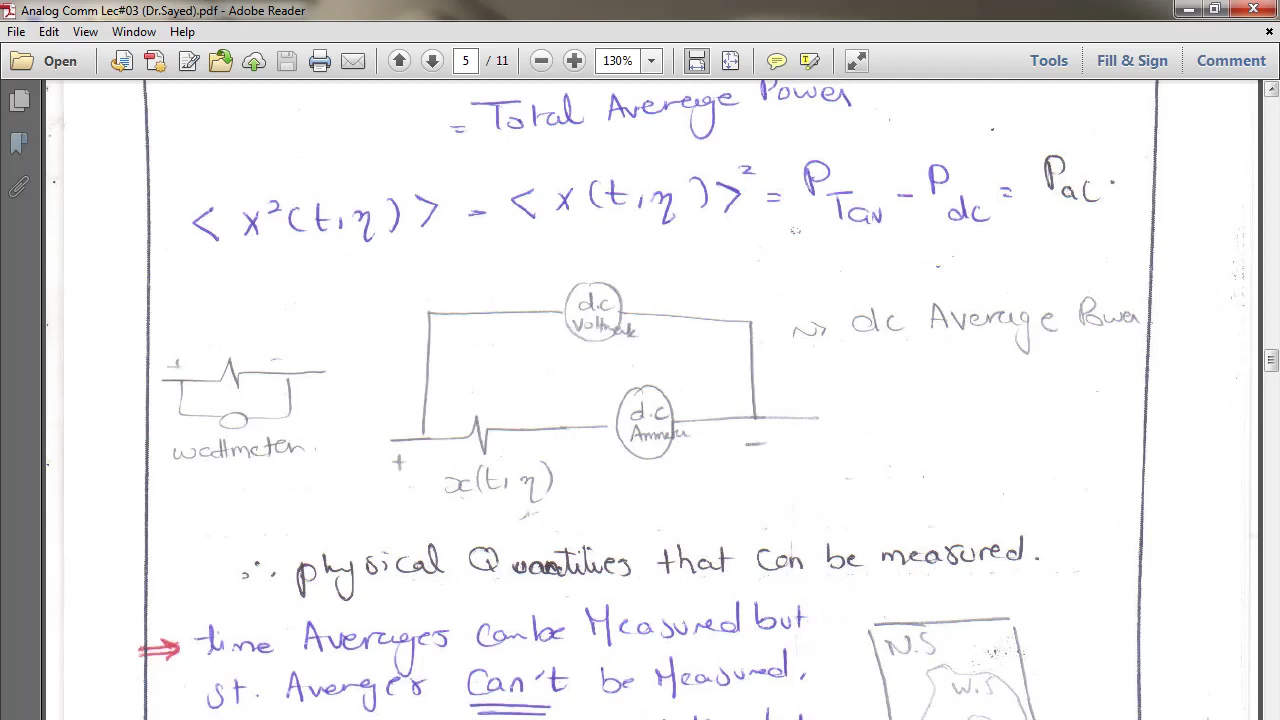 Analog Comm Lec#03 (Dr.Sayed).pdf - Adobe Reader
File Edit View Window Help
Open 5 / 11 130% Tools Fill & Sign Comment
= Total Average Power
< x²(t,η) > - < x(t,η) >² = P_Tav - P_dc = P_ac.
d.c
Voltmeter
dc Average Power
+ -
d.c
Ammeter
wattmeter.
+ -
x(t,η)
∴ physical Quantities that can be measured.
⇒ time Averages can be Measured but
st. Averages Can't be Measured.
N.S
W.S